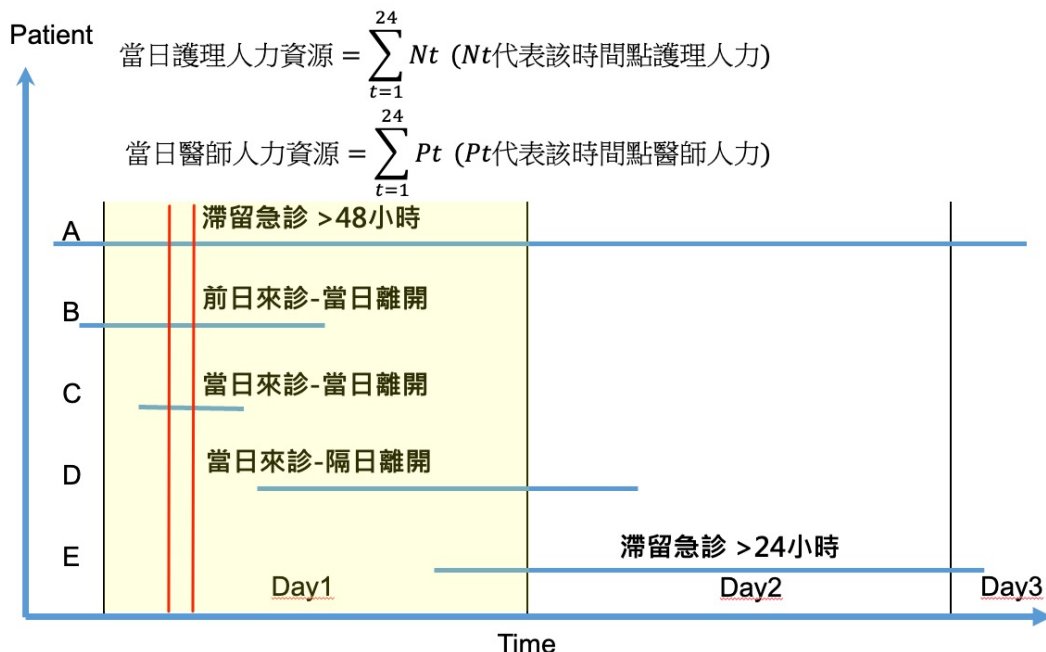 Patient
當日護理人力資源 = ∑_{t=1}^{24} Nt (Nt代表該時間點護理人力)
當日醫師人力資源 = ∑_{t=1}^{24} Pt (Pt代表該時間點醫師人力)
A 滯留急診 >48小時
B 前日來診-當日離開
C 當日來診-當日離開
D 當日來診-隔日離開
E 滯留急診 >24小時
Day1 Day2 Day3
Time